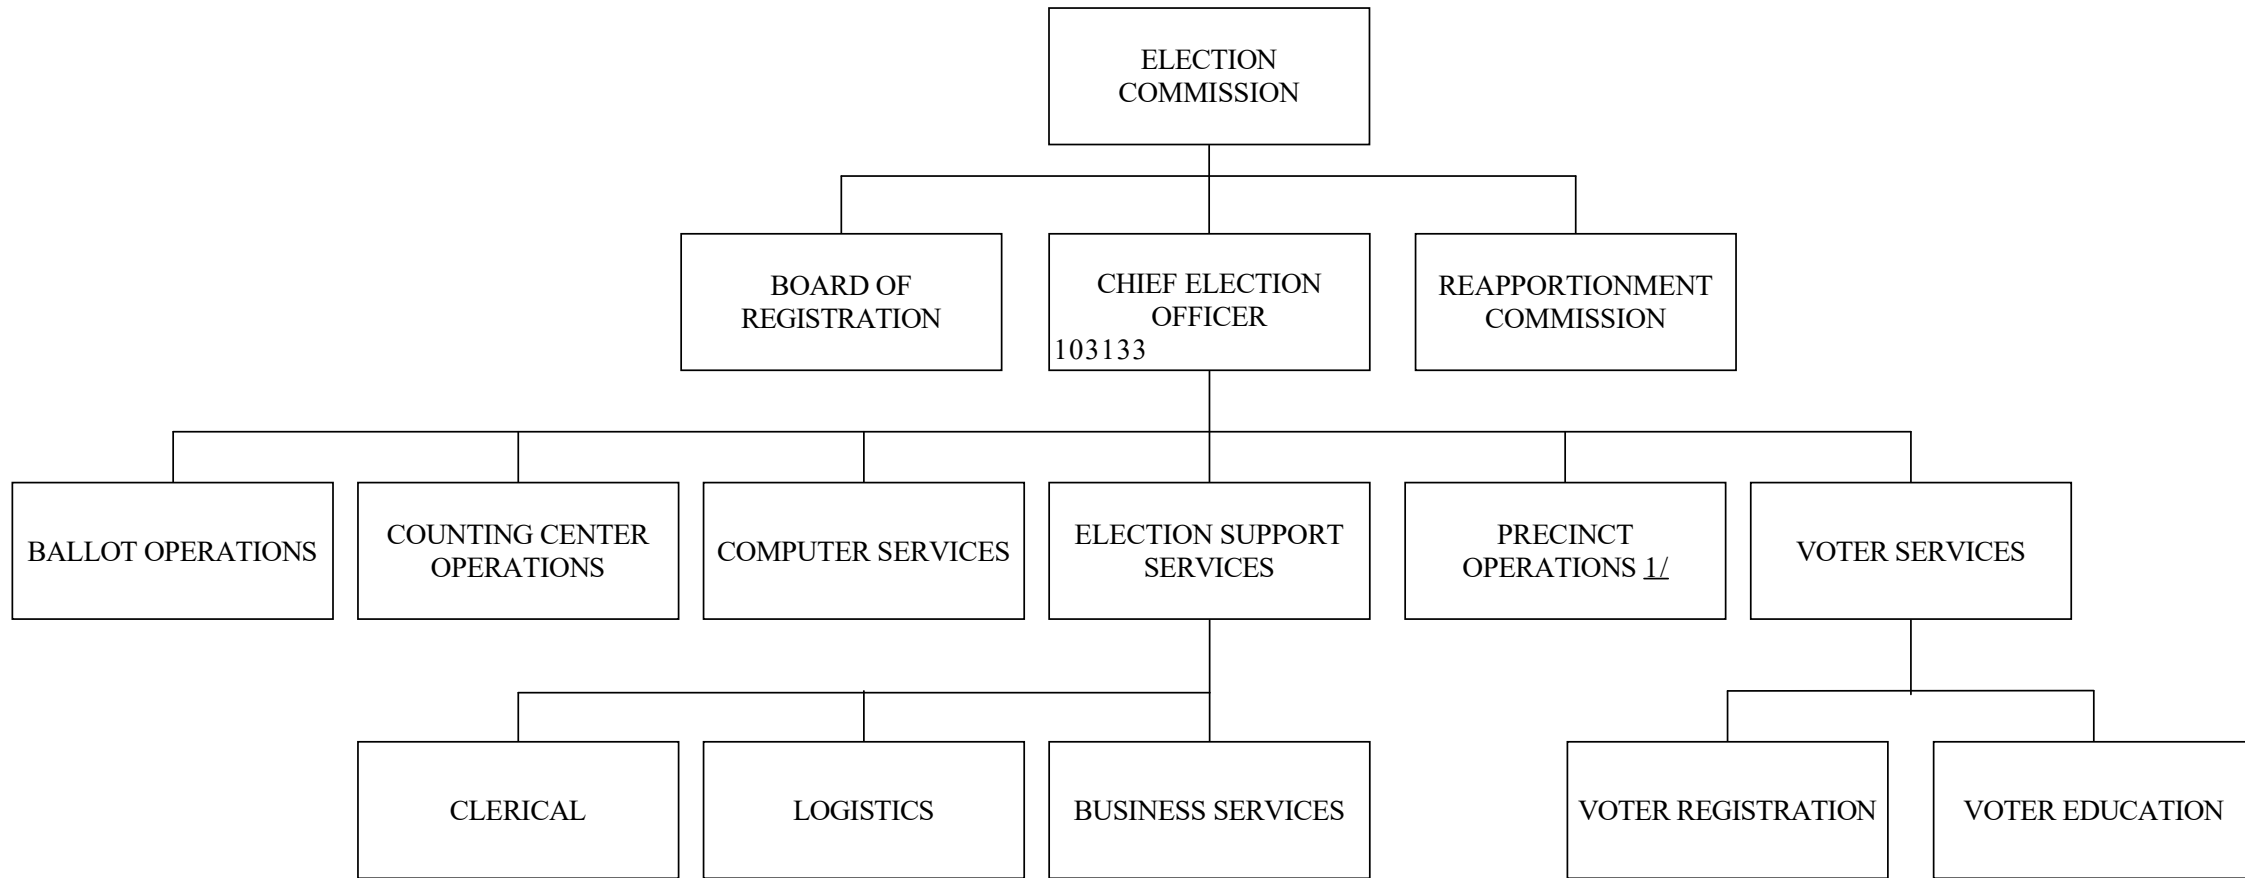 ELECTION
COMMISSION
BOARD OF
REGISTRATION
CHIEF ELECTION
OFFICER
103133
REAPPORTIONMENT
COMMISSION
BALLOT OPERATIONS
COUNTING CENTER
OPERATIONS
COMPUTER SERVICES
ELECTION SUPPORT
SERVICES
PRECINCT
OPERATIONS 1/
VOTER SERVICES
CLERICAL
LOGISTICS
BUSINESS SERVICES
VOTER REGISTRATION
VOTER EDUCATION